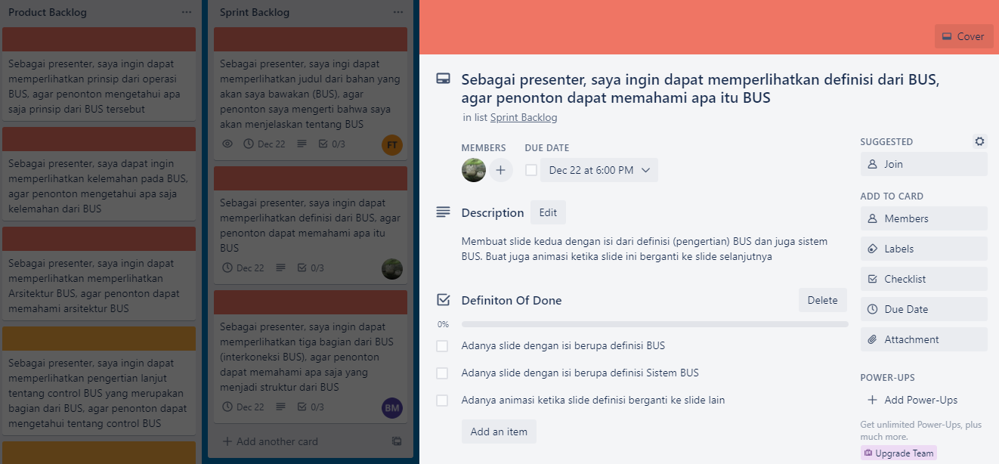 Product Backlog
Sebagai presenter, saya ingin dapat
memperlihatkan prinsip dari operasi
BUS, agar penonton mengetahui apa
saja prinsip dari BUS tersebut
Sebagai presenter, saya dapat ingin
memperlihatkan kelemahan pada BUS,
agar penonton mengetahui apa saja
kelemahan dari BUS
Sebagai presenter, saya ingin dapat
memperlihatkan memperlihatkan
Arsitektur BUS, agar penonton dapat
memahami arsitektur BUS
Sebagai presenter, saya ingin dapat
memperlihatkan pengertian lanjut
tentang control BUS yang merupakan
bagian dari BUS, agar penonton dapat
mengetahui tentang control BUS
Sprint Backlog
Sebagai presenter, saya ingi dapat
memperlihatkan judul dari bahan yang
akan saya bawakan (BUS), agar
penonton saya mengerti bahwa saya
akan menjelaskan tentang BUS
Dec 22 0/3 FT
Sebagai presenter, saya ingin dapat
memperlihatkan definisi dari BUS, agar
penonton dapat memahami apa itu
BUS
Dec 22 0/3
Sebagai presenter, saya ingin dapat
memperlihatkan tiga bagian dari BUS
(interkoneksi BUS), agar penonton
dapat memahami apa saja yang
menjadi struktur dari BUS
Dec 22 0/3 BM
+ Add another card
Cover
Sebagai presenter, saya ingin dapat memperlihatkan definisi dari BUS,
agar penonton dapat memahami apa itu BUS
in list Sprint Backlog
MEMBERS DUE DATE
+ Dec 22 at 6:00 PM
Description Edit
Membuat slide kedua dengan isi dari definisi (pengertian) BUS dan juga sistem
BUS. Buat juga animasi ketika slide ini berganti ke slide selanjutnya
Definiton Of Done Delete
0%
Adanya slide dengan isi berupa definisi BUS
Adanya slide dengan isi berupa definisi Sistem BUS
Adanya animasi ketika slide definisi berganti ke slide lain
Add an item
SUGGESTED
Join
ADD TO CARD
Members
Labels
Checklist
Due Date
Attachment
POWER-UPS
+ Add Power-Ups
Get unlimited Power-Ups, plus
much more.
Upgrade Team